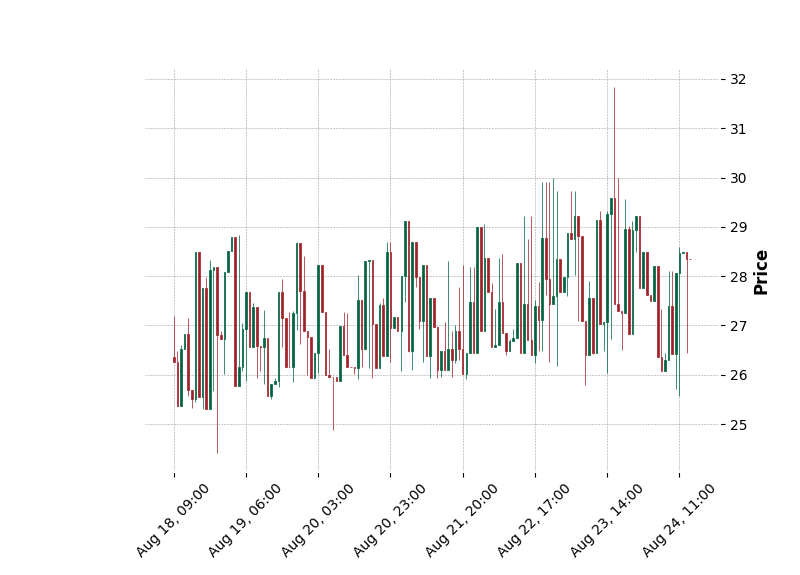 32
31
30
29
28
27
26
25
Price
Aug 18, 09:00
Aug 19, 06:00
Aug 20, 03:00
Aug 20, 23:00
Aug 21, 20:00
Aug 22, 17:00
Aug 23, 14:00
Aug 24, 11:00